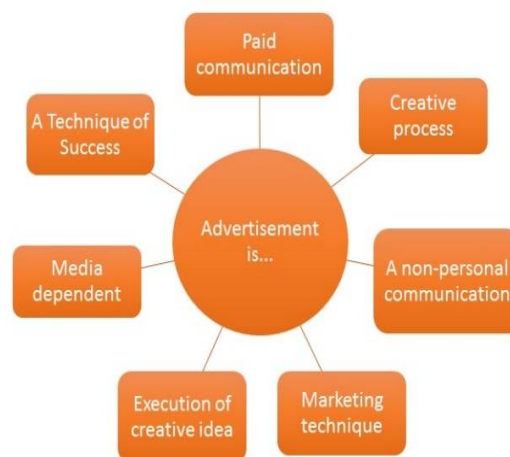 Paid
communication
Creative
process
A non-personal
communication
Marketing
technique
Execution of
creative idea
Media
dependent
A Technique of
Success
Advertisement
is...